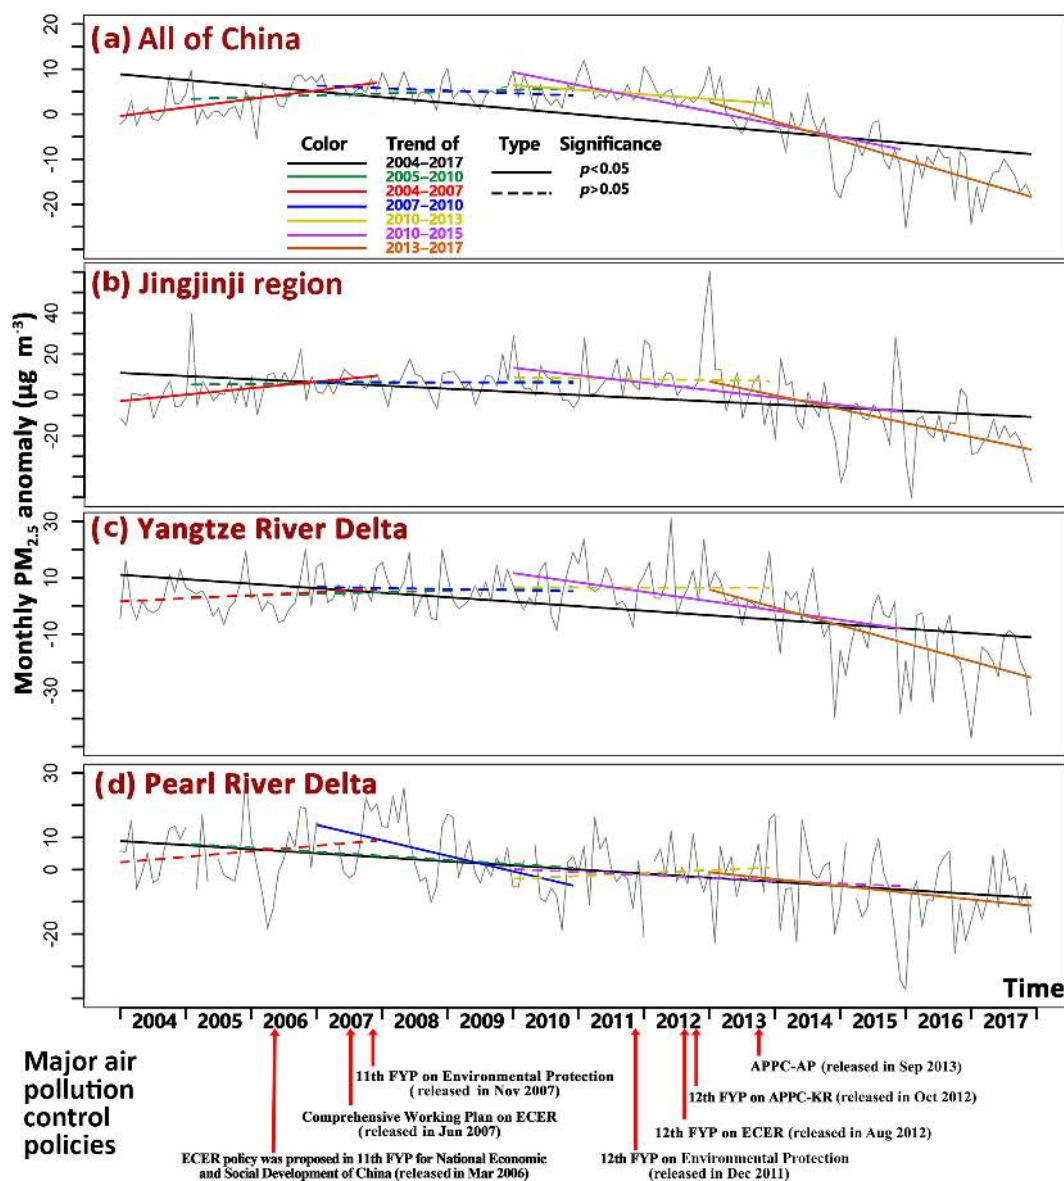 (a) All of China
20
10
0
-10
-20
Color Trend of Type Significance
2004–2017 p<0.05
2005–2010 p>0.05
2004–2007
2007–2010
2010–2013
2010–2015
2013–2017
Monthly PM2.5 anomaly (μg m-3)
(b) Jingjinji region
40
20
0
-20
(c) Yangtze River Delta
30
10
-10
-30
(d) Pearl River Delta
30
10
0
-20
Time
2004 2005 2006 2007 2008 2009 2010 2011 2012 2013 2014 2015 2016 2017
Major air
pollution
control
policies
11th FYP on Environmental Protection
(released in Nov 2007)
Comprehensive Working Plan on ECER
(released in Jun 2007)
ECER policy was proposed in 11th FYP for National Economic
and Social Development of China (released in Mar 2006)
APPC-AP (released in Sep 2013)
12th FYP on APPC-KR (released in Oct 2012)
12th FYP on ECER (released in Aug 2012)
12th FYP on Environmental Protection
(released in Dec 2011)